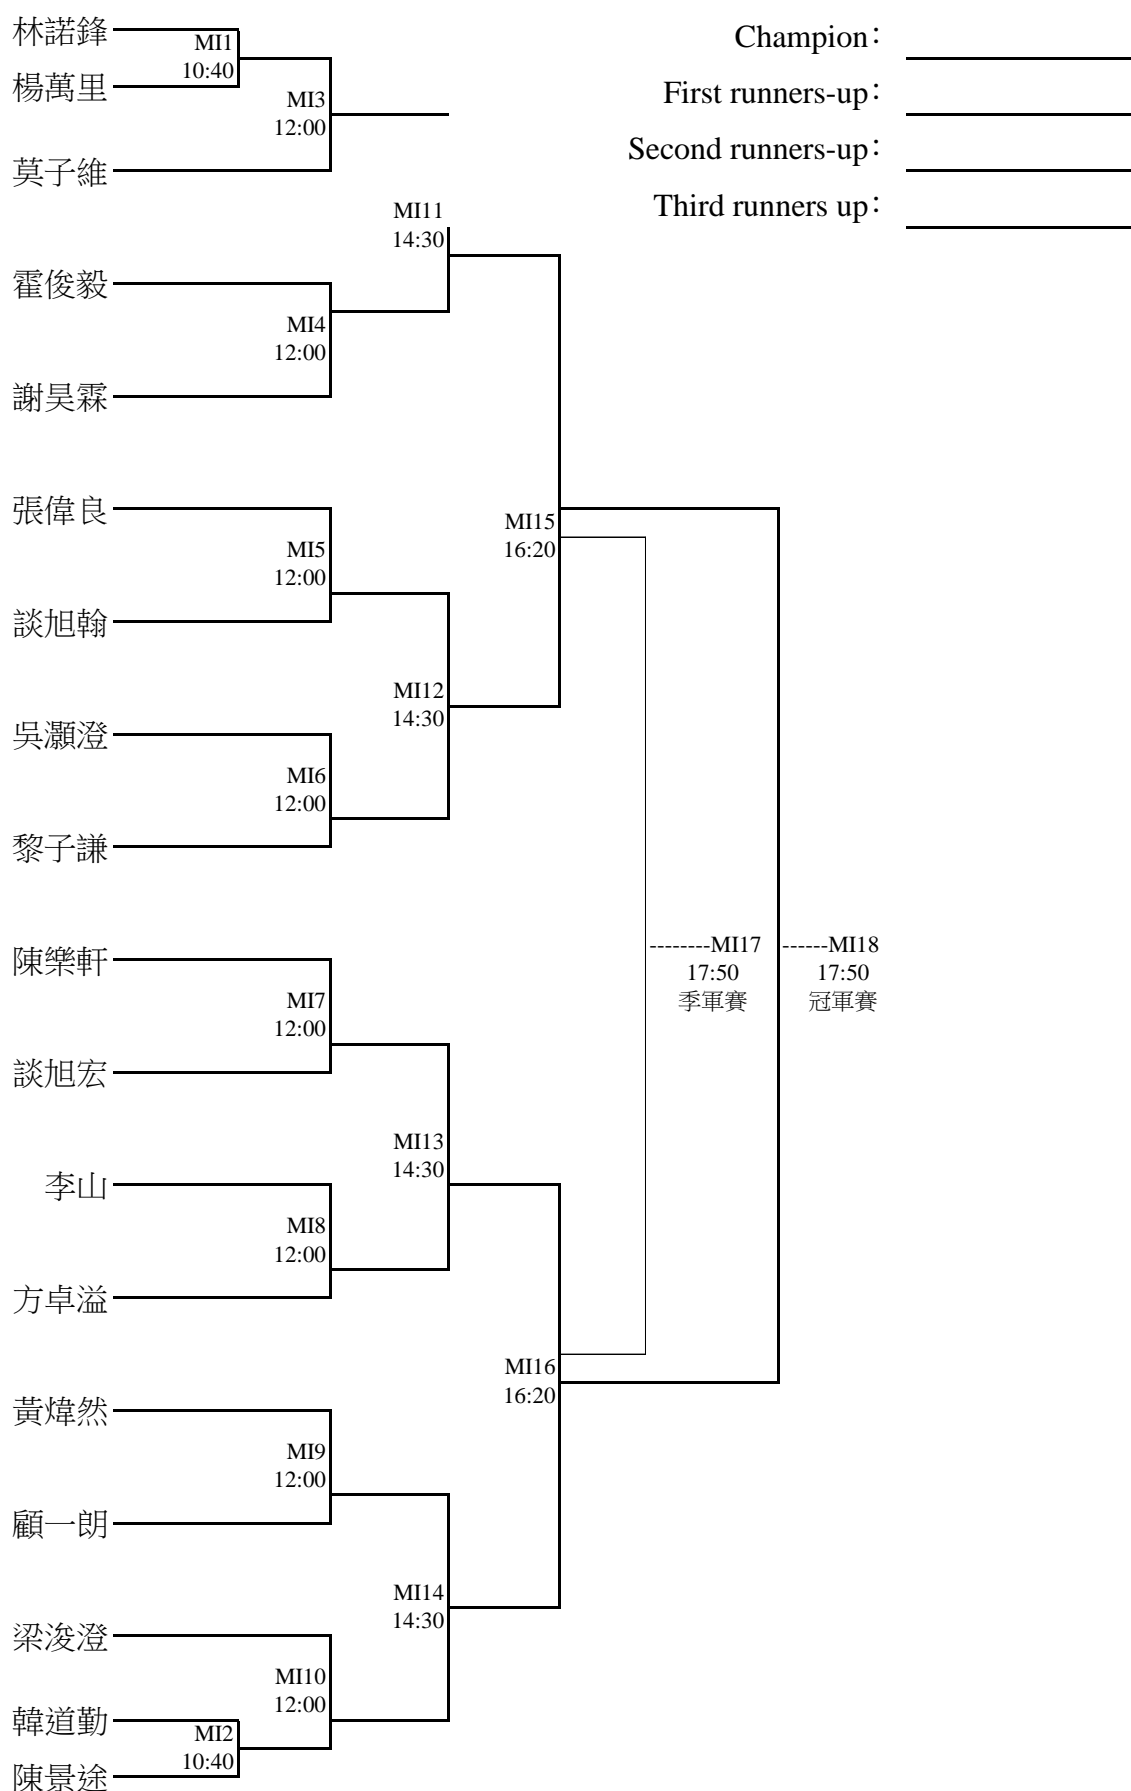 林諾鋒
MI1
10:40
楊萬里
MI3
12:00
莫子維
Champion：
First runners-up：
Second runners-up：
Third runners up：
MI11
14:30
霍俊毅
MI4
12:00
謝昊霖
張偉良
MI5
12:00
談旭翰
MI15
16:20
MI12
14:30
吳灝澄
MI6
12:00
黎子謙
陳樂軒
--------MI17
17:50
季軍賽
------MI18
17:50
冠軍賽
MI7
12:00
談旭宏
MI13
14:30
李山
MI8
12:00
方卓溢
MI16
16:20
黃煒然
MI9
12:00
顧一朗
MI14
14:30
梁浚澄
MI10
12:00
韓道勤
MI2
10:40
陳景途